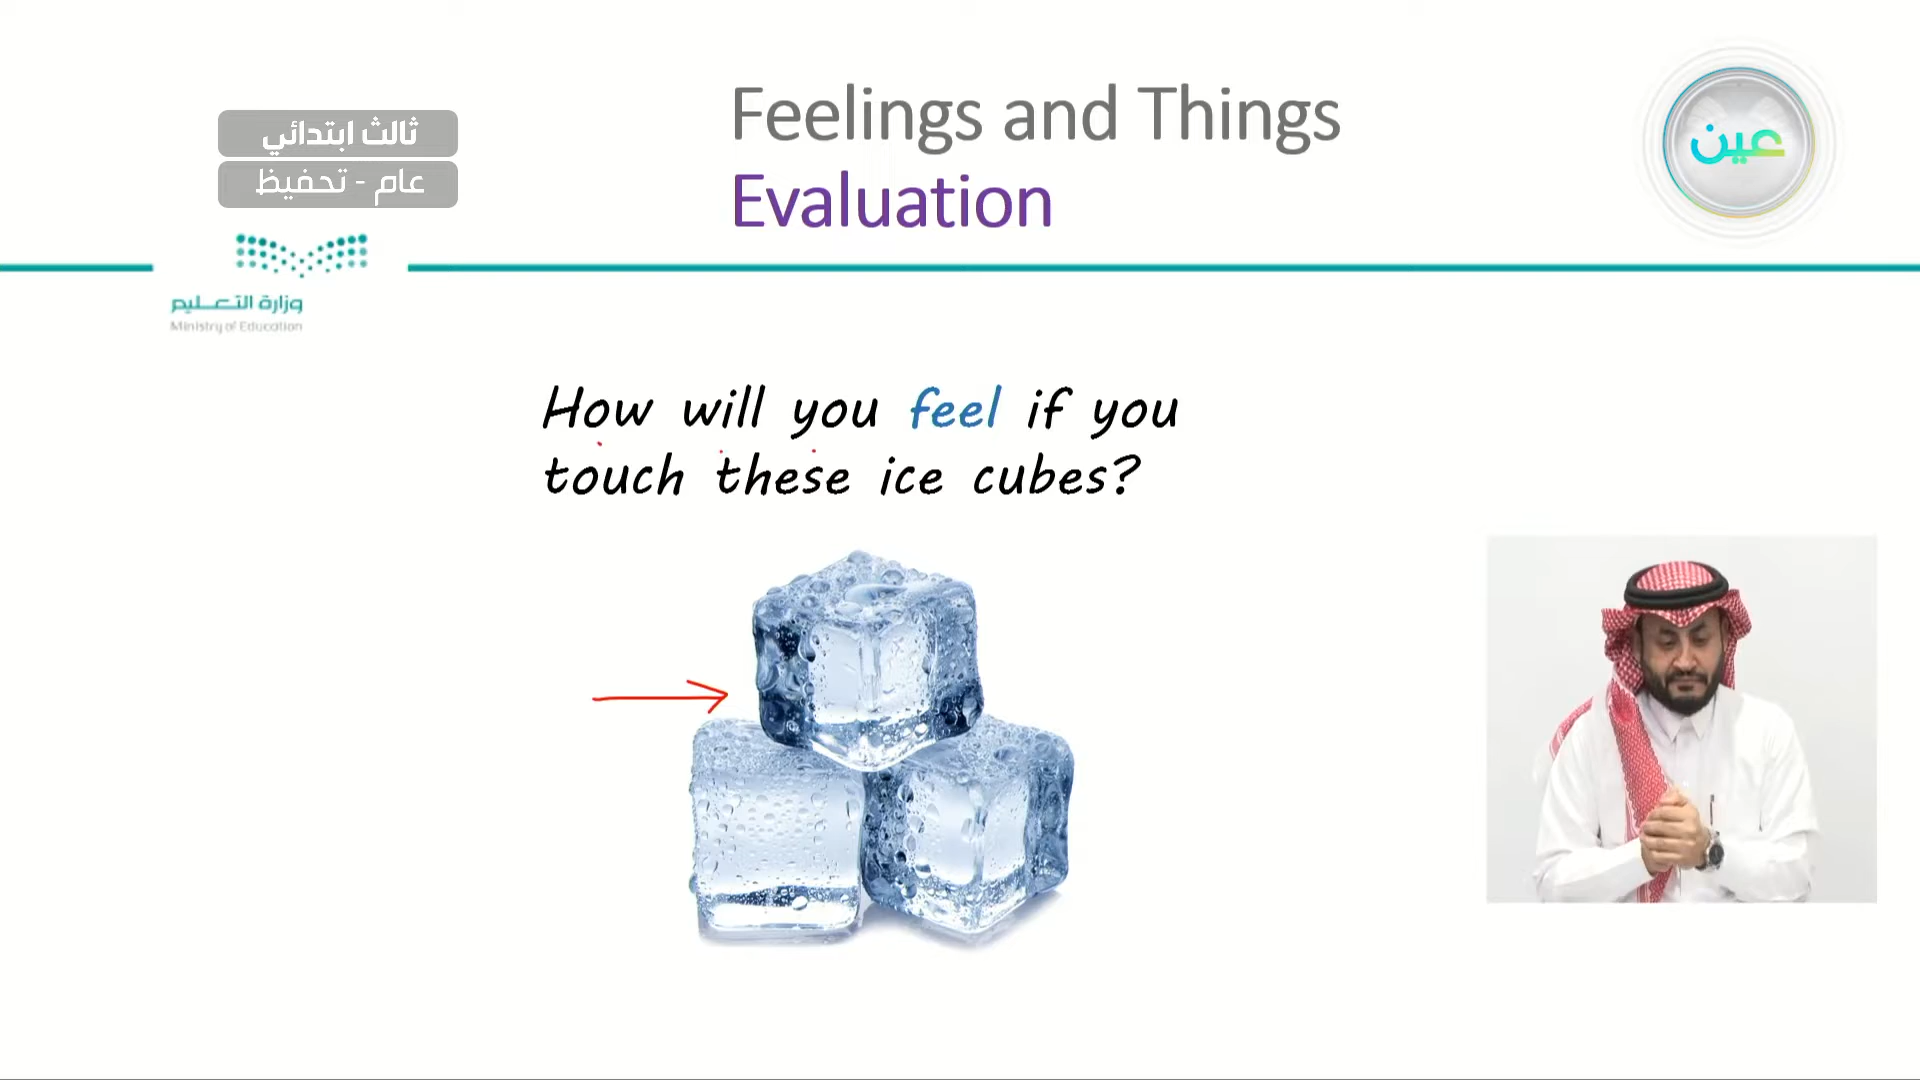 Feelings and Things
Evaluation
ثالث ابتدائي
عام - تحفيظ
عين
وزارة التعليم
Ministry of Education
How will you feel if you
touch these ice cubes?